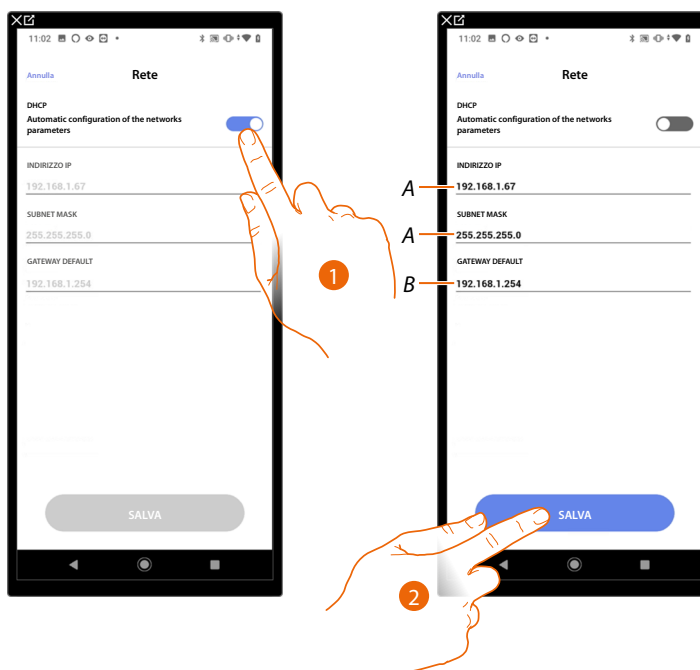 11:02
Annulla
Rete
DHCP
Automatic configuration of the networks
parameters
INDIRIZZO IP
192.168.1.67
SUBNET MASK
255.255.255.0
GATEWAY DEFAULT
192.168.1.254
SALVA
1
11:02
Annulla
Rete
DHCP
Automatic configuration of the networks
parameters
INDIRIZZO IP
A
192.168.1.67
SUBNET MASK
A
255.255.255.0
GATEWAY DEFAULT
B
192.168.1.254
SALVA
2